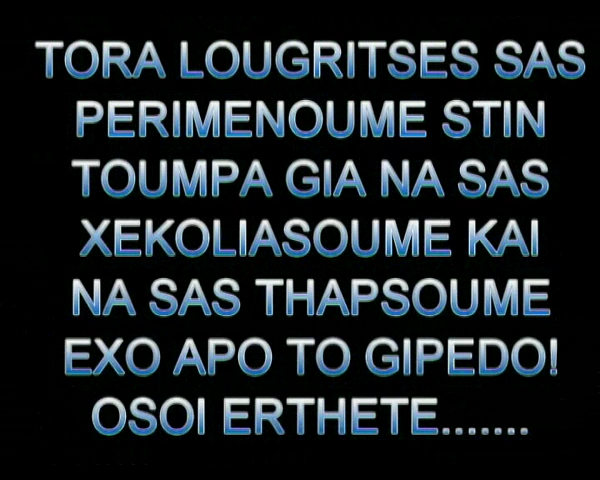 TORA LOUGRITSES SAS
PERIMENOUME STIN
TOUMPA GIA NA SAS
XEKOLIASOUME KAI
NA SAS THAPSOUME
EXO APO TO GIPEDO!
OSOI ERTHETE.......